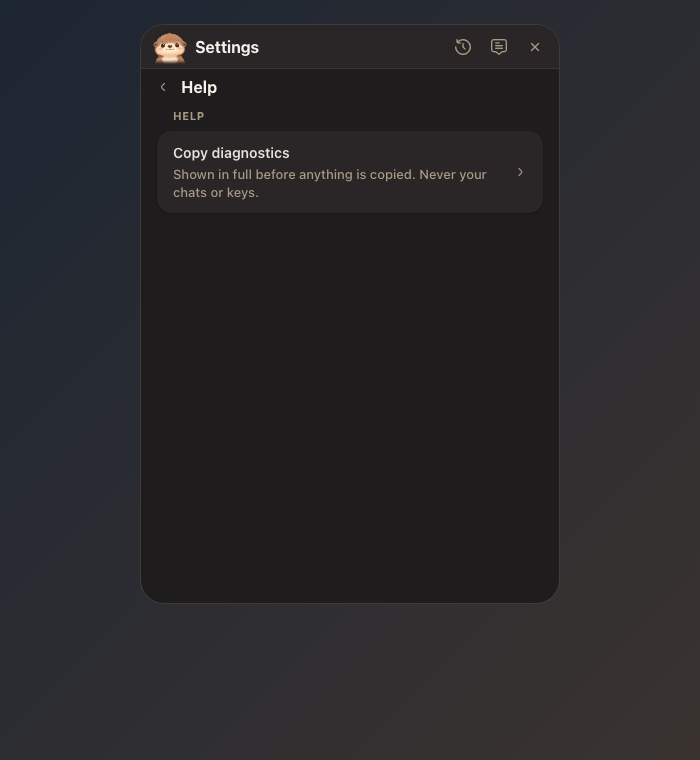 Settings
Help
HELP
Copy diagnostics
Shown in full before anything is copied. Never your
chats or keys.